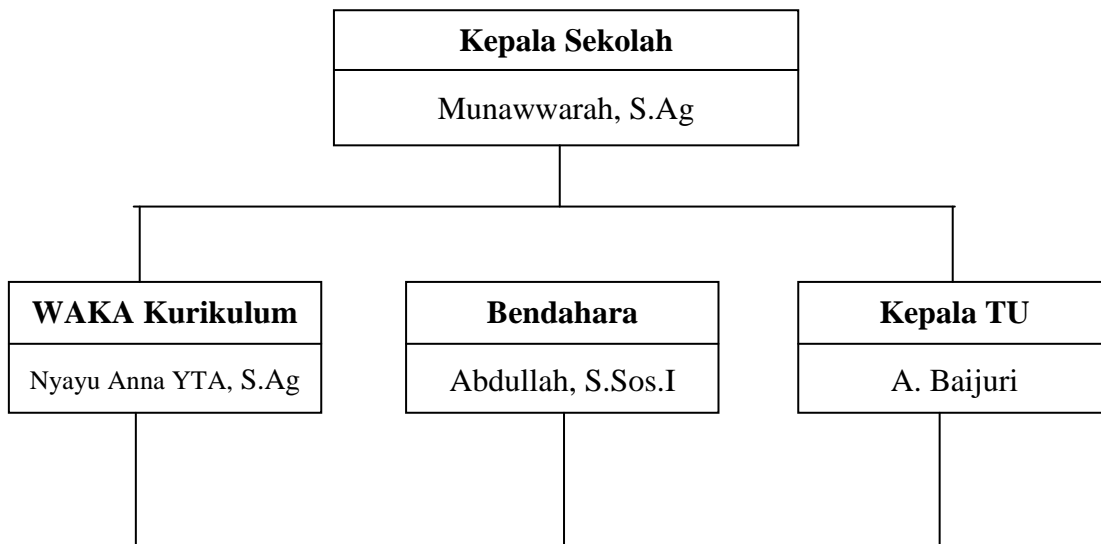 Kepala Sekolah
Munawwarah, S.Ag
WAKA Kurikulum
Nyayu Anna YTA, S.Ag
Bendahara
Abdullah, S.Sos.I
Kepala TU
A. Baijuri